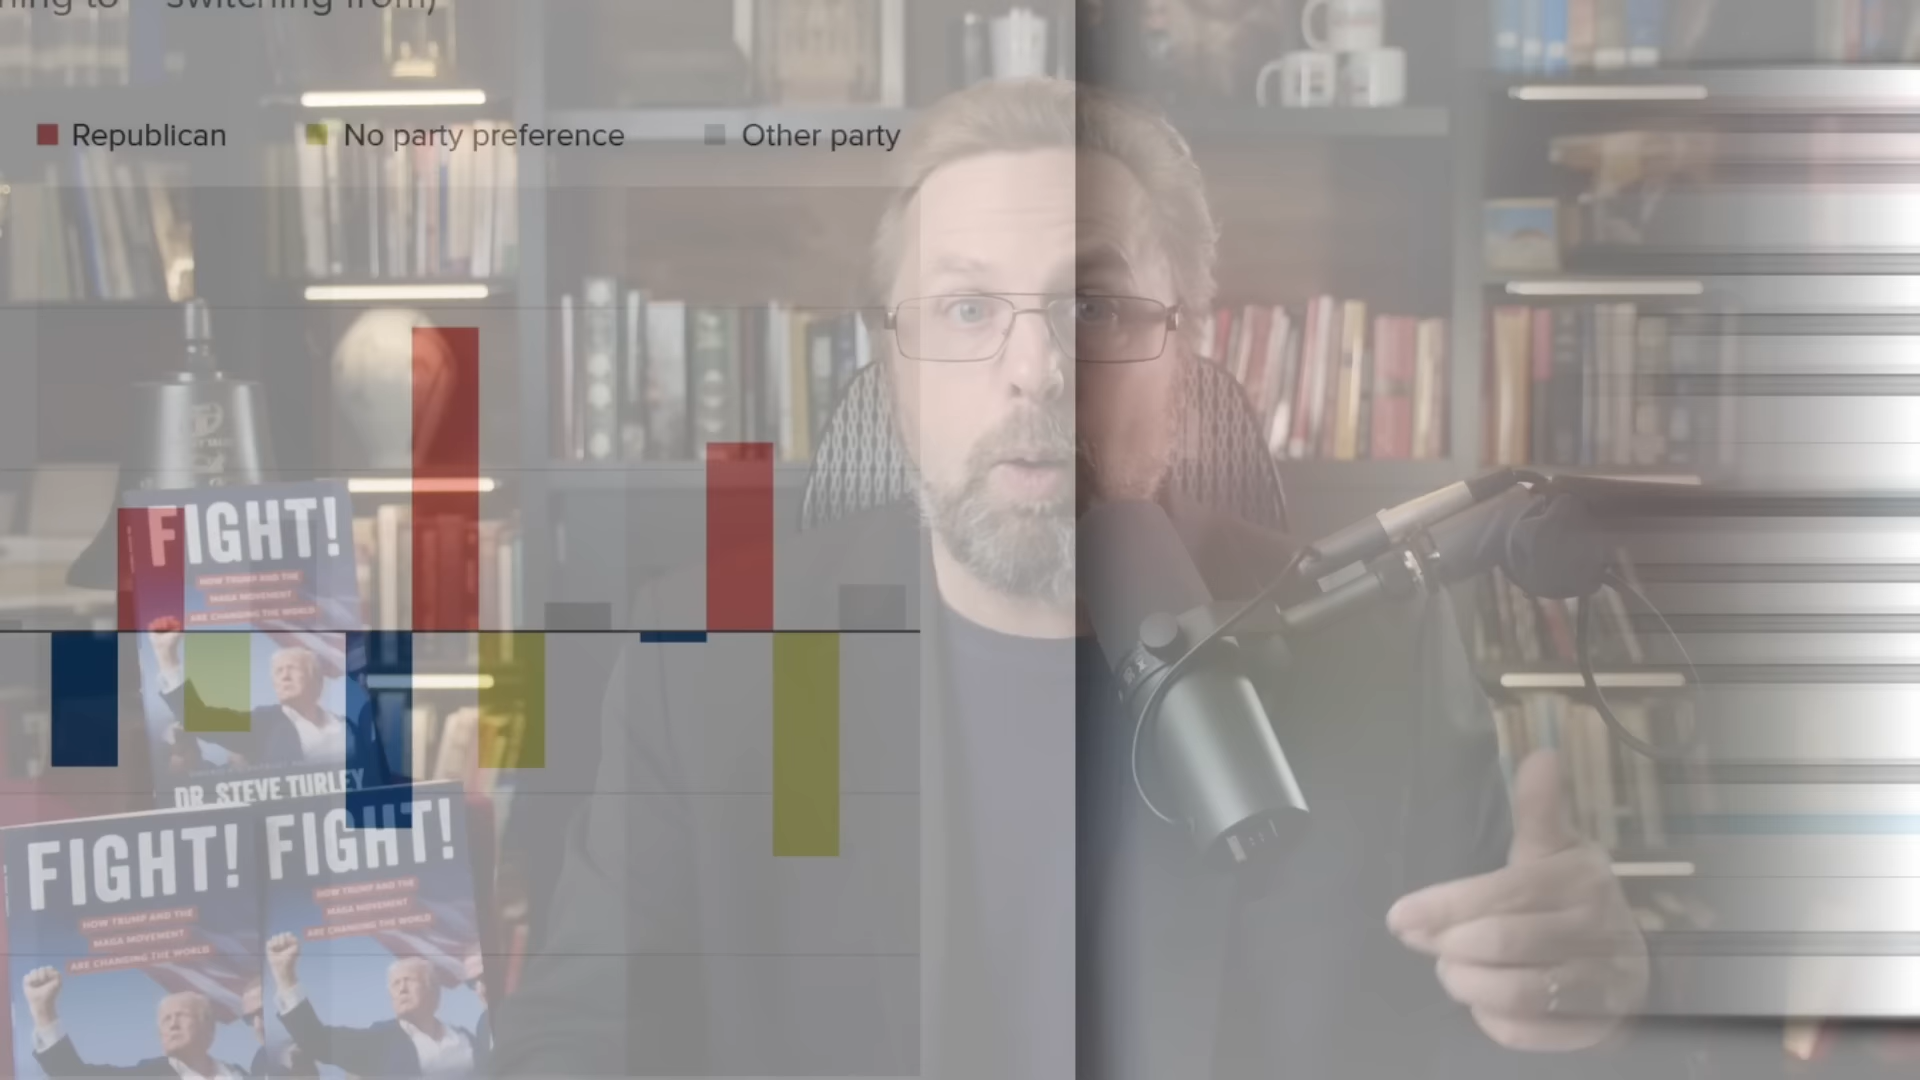 switching from)
Republican
No party preference
Other party
FIGHT!
HOW TRUMP AND THE
MAGA MOVEMENT
ARE CHANGING THE WORLD
DR. STEVE TURLEY
FIGHT!
HOW TRUMP AND THE
MAGA MOVEMENT
ARE CHANGING THE WORLD
FIGHT!
HOW TRUMP AND THE
MAGA MOVEMENT
ARE CHANGING THE WORLD